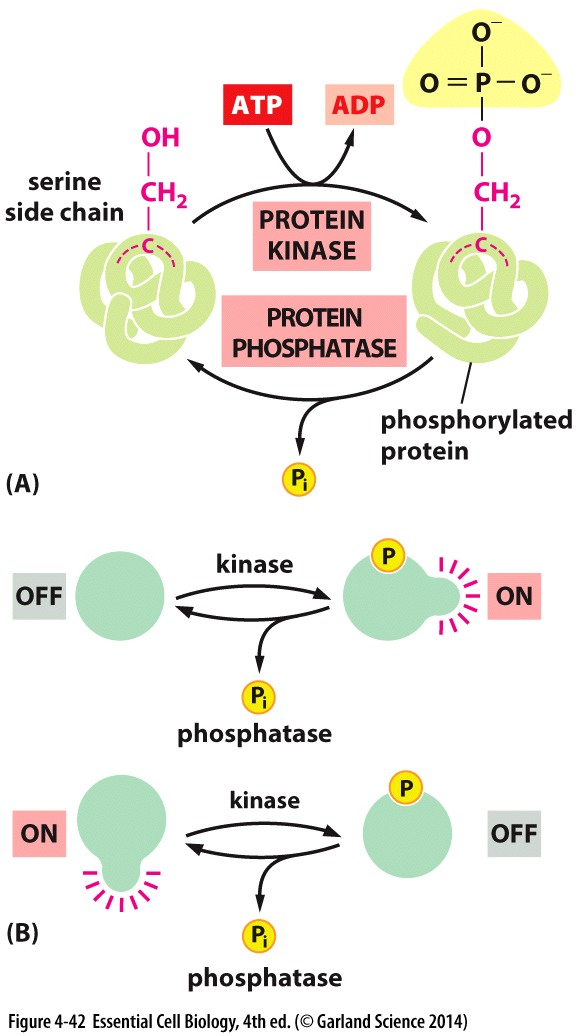 O⁻
O=P–O⁻
ATP
ADP
OH
O
serine
side chain
CH₂
CH₂
PROTEIN
KINASE
C
C
PROTEIN
PHOSPHATASE
phosphorylated
protein
Pi
(A)
kinase
P
OFF
ON
Pi
phosphatase
P
kinase
ON
OFF
Pi
(B)
phosphatase
Figure 4-42 Essential Cell Biology, 4th ed. (© Garland Science 2014)